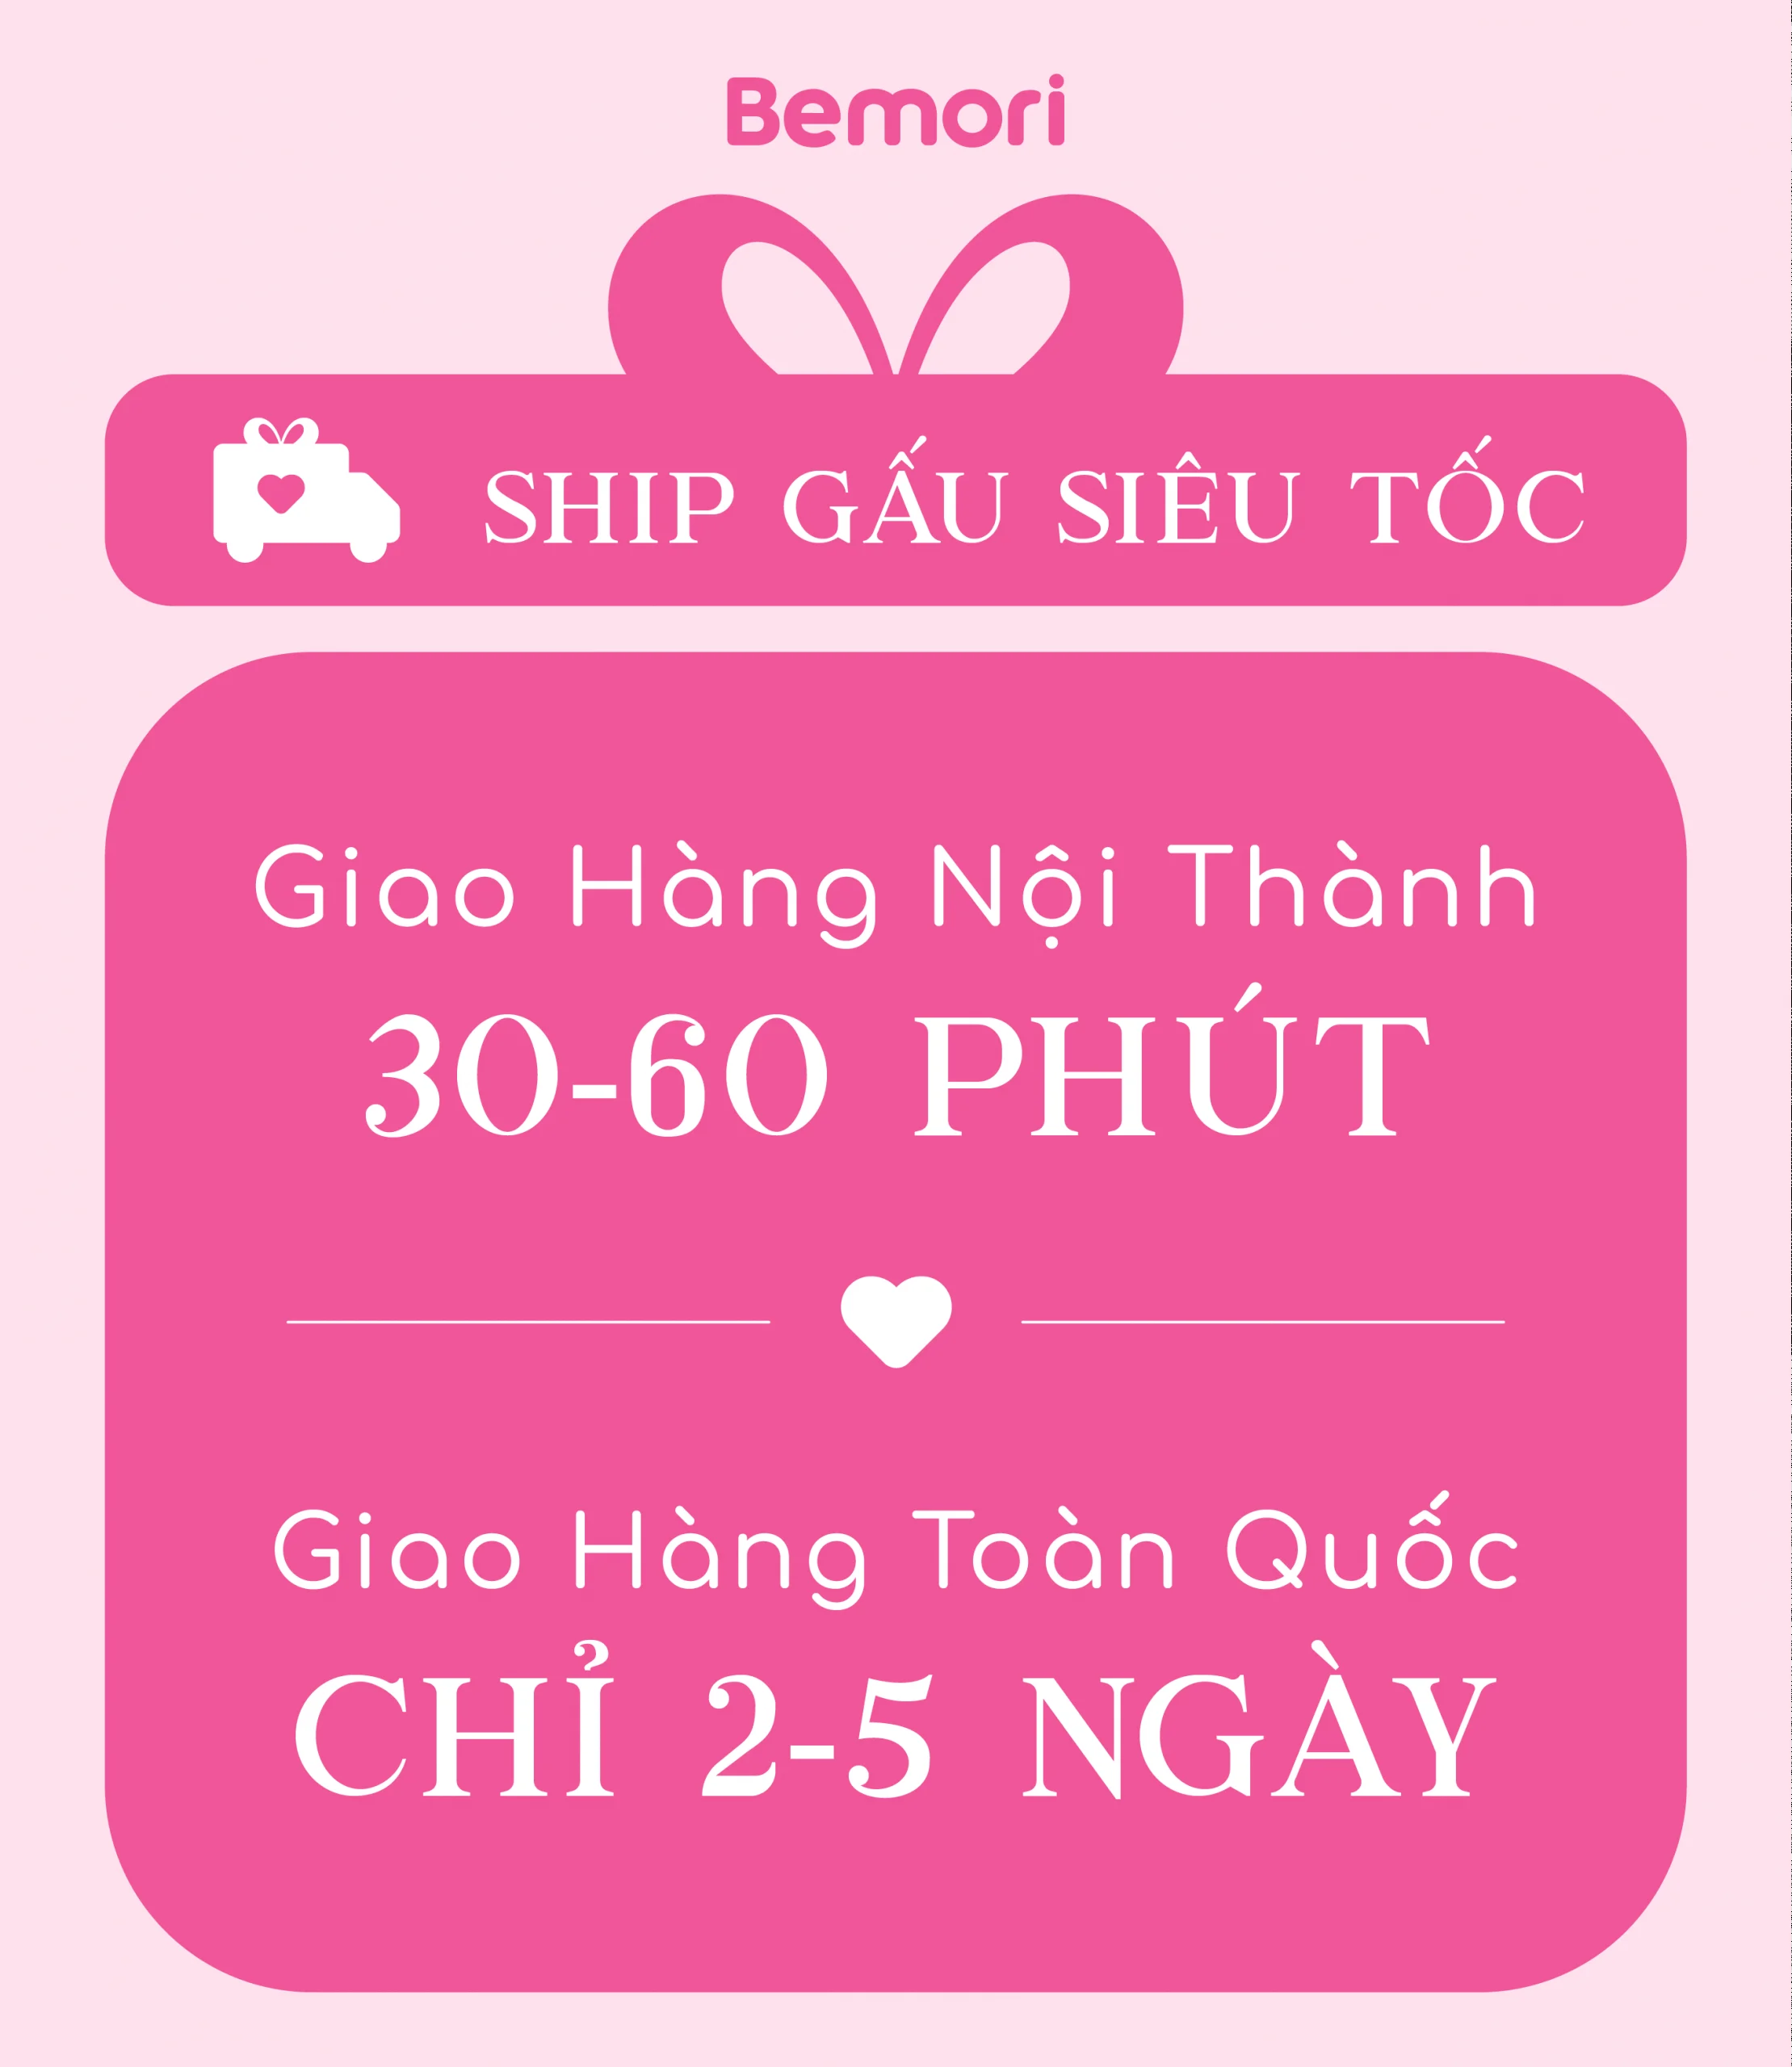 Bemori
SHIP GẤU SIÊU TỐC
Giao Hàng Nội Thành
30-60 PHÚT
Giao Hàng Toàn Quốc
CHỈ 2-5 NGÀY